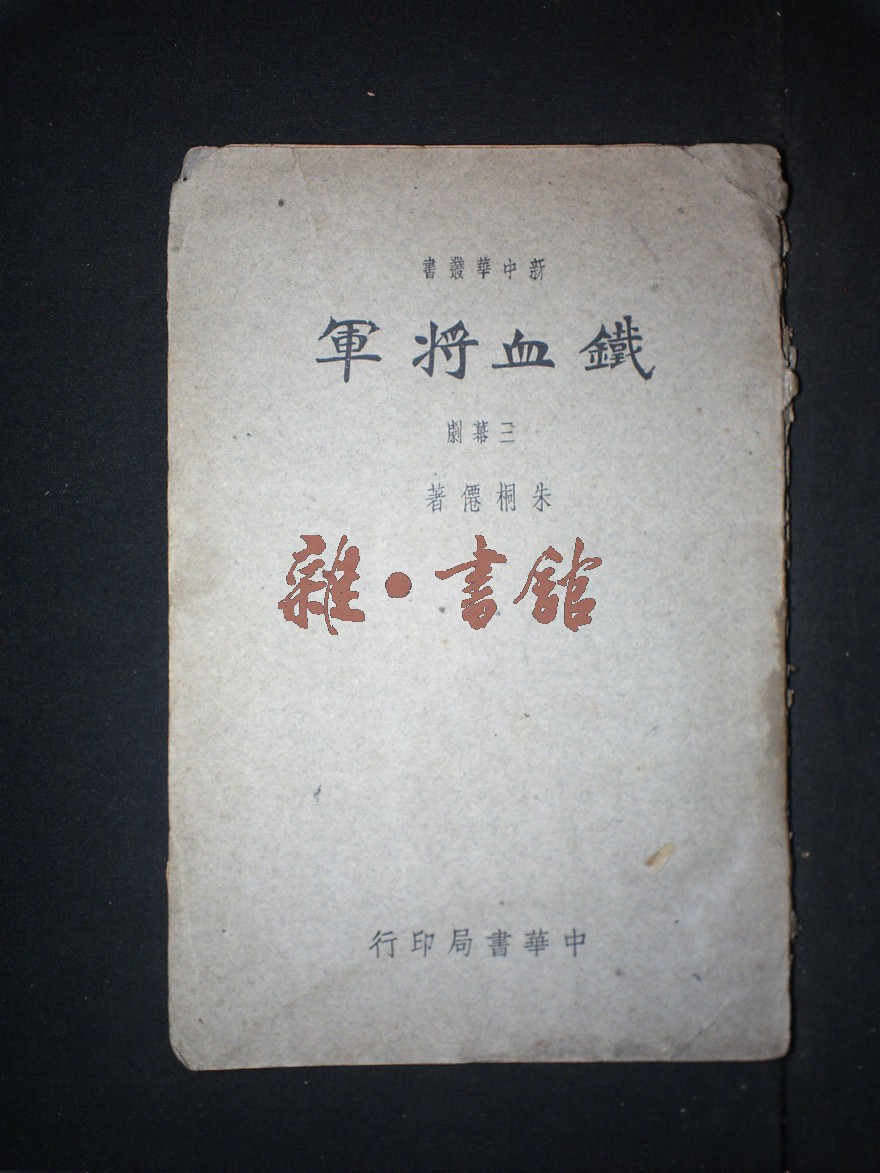 新中華叢書
鐵血將軍
三幕劇
朱桐僊著
雜•書館
中華書局印行